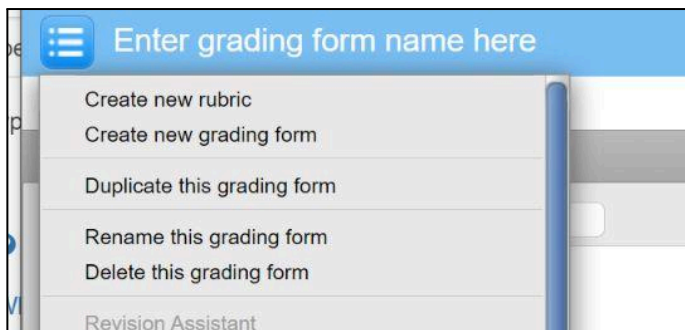 Enter grading form name here
Create new rubric
Create new grading form
Duplicate this grading form
Rename this grading form
Delete this grading form
Revision Assistant